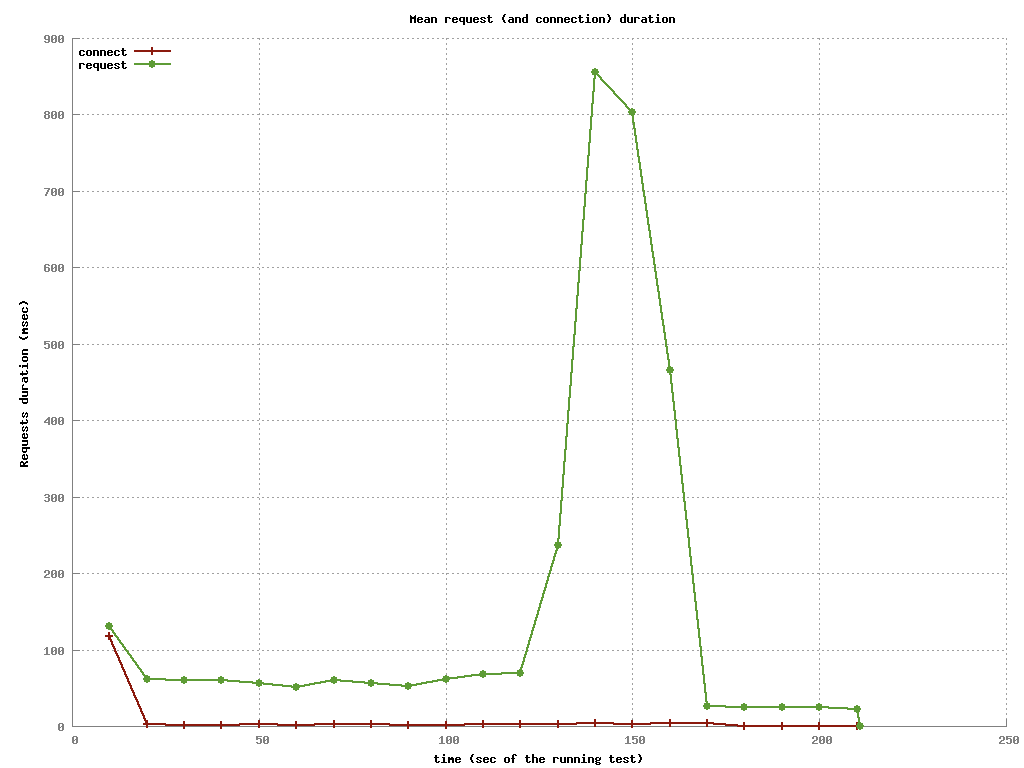 Mean request (and connection) duration
900
connect
request
800
700
600
500
400
300
200
100
0
Requests duration (msec)
0 50 100 150 200 250
time (sec of the running test)